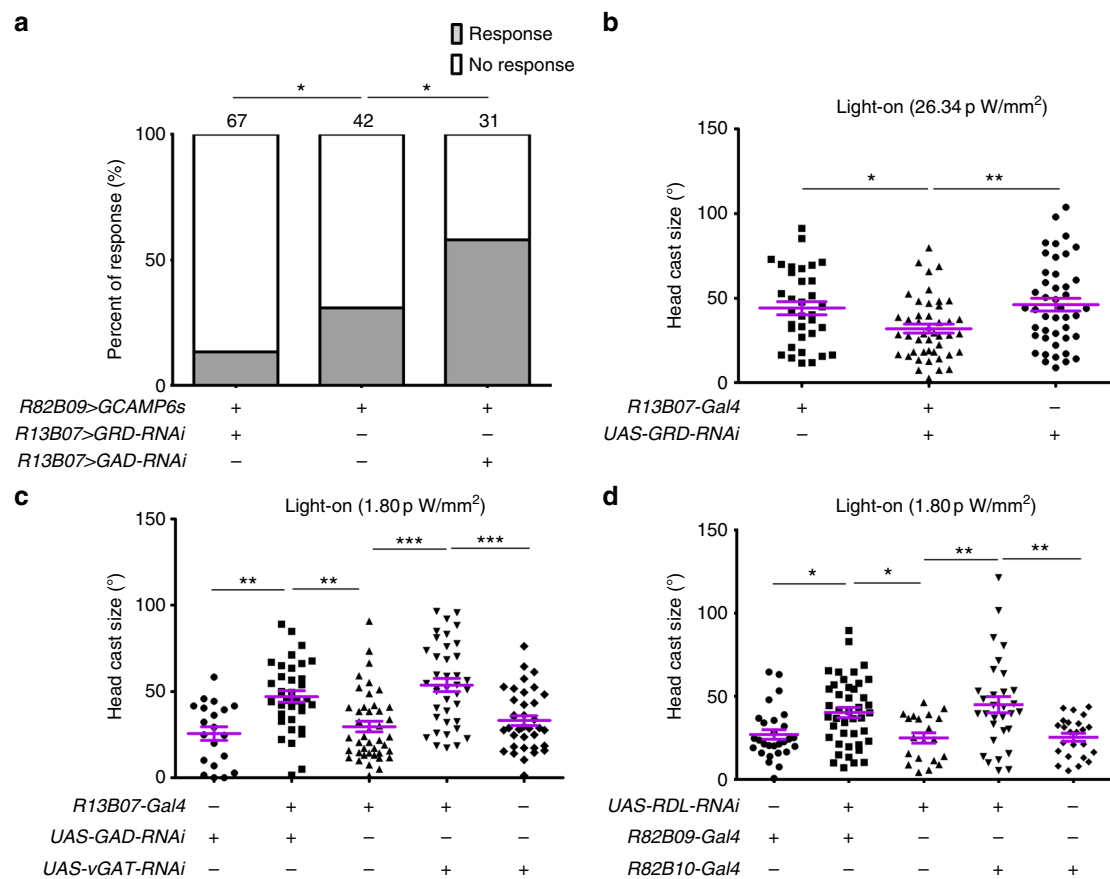 a
Response
No response
* *
67 42 31
100
50
0
Percent of response (%)
R82B09>GCAMP6s + + +
R13B07>GRD-RNAi + – –
R13B07>GAD-RNAi – – +
b
Light-on (26.34 p W/mm²)
150
100
50
0
Head cast size (°)
* **
R13B07-Gal4 + + –
UAS-GRD-RNAi – + +
c
Light-on (1.80 p W/mm²)
150
100
50
0
Head cast size (°)
** ** *** ***
R13B07-Gal4 – + + + –
UAS-GAD-RNAi + + – – –
UAS-vGAT-RNAi – – – + +
d
Light-on (1.80 p W/mm²)
150
100
50
0
Head cast size (°)
* * ** **
UAS-RDL-RNAi – + + + –
R82B09-Gal4 + + – – –
R82B10-Gal4 – – – + +